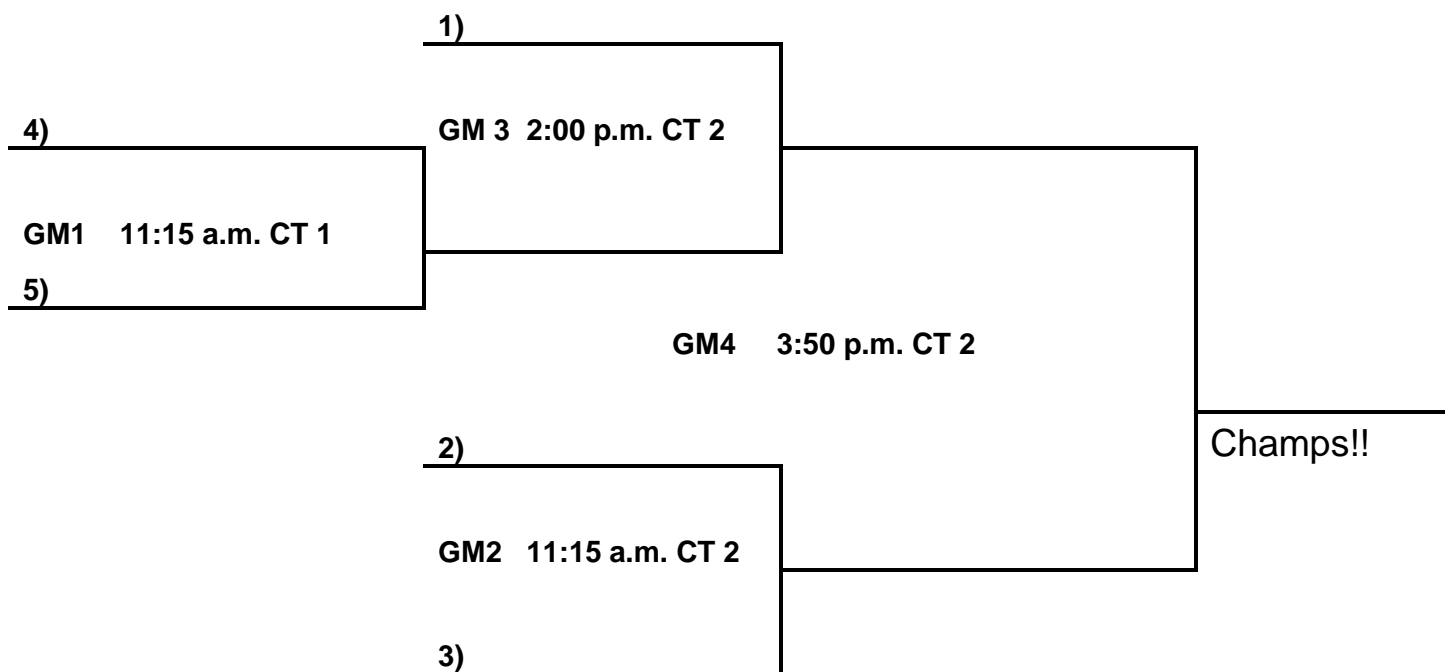 1)
4)
GM 3 2:00 p.m. CT 2
GM1 11:15 a.m. CT 1
5)
GM4 3:50 p.m. CT 2
2)
Champs!!
GM2 11:15 a.m. CT 2
3)